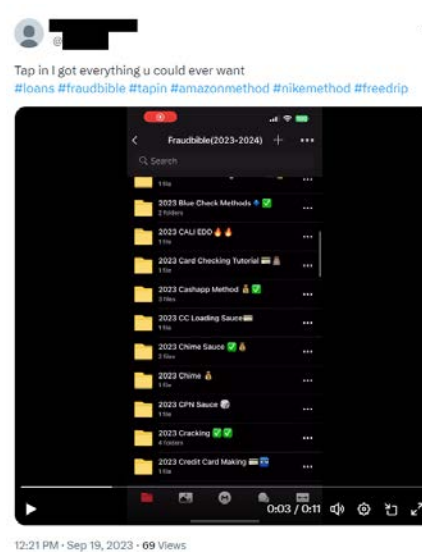 @
Tap in I got everything u could ever want
#loans #fraudbible #tapin #amazonmethod #nikemethod #freedrip
Fraudbible(2023-2024)
Search
1 file
2023 Blue Check Methods
2 folders
2023 CALI EDD
1 file
2023 Card Checking Tutorial
1 file
2023 Cashapp Method
3 files
2023 CC Loading Sauce
1 file
2023 Chime Sauce
2 files
2023 Chime
1 file
2023 CPN Sauce
1 file
2023 Cracking
4 folders
2023 Credit Card Making
1 file
0:03 / 0:11
12:21 PM · Sep 19, 2023 · 69 Views